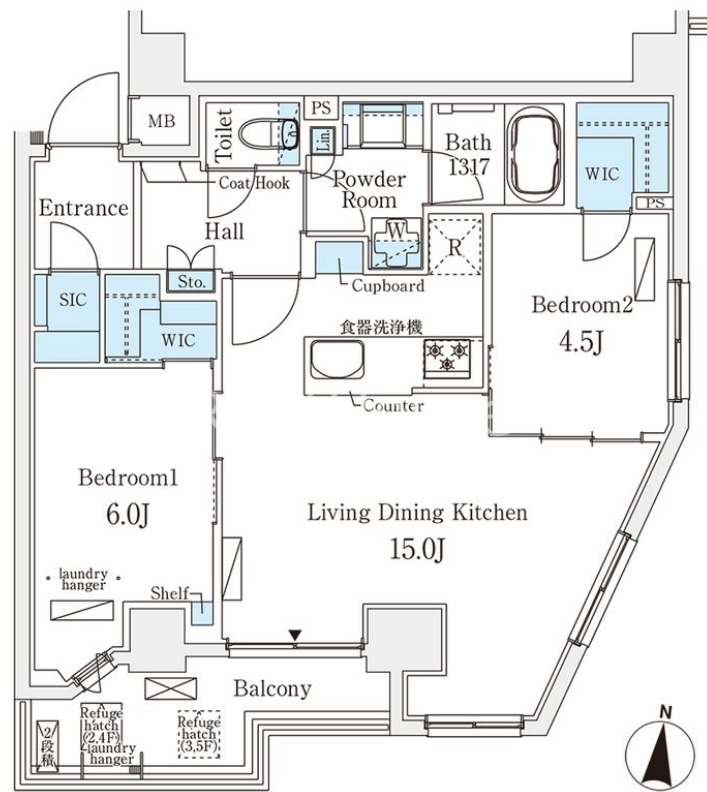 MB
Toilet
PS
Lin.
Bath
1317
WIC
PS
Coat Hook
Powder
Room
Entrance
Hall
W
R
SIC
Sto.
WIC
Cupboard
Bedroom2
4.5J
食器洗浄機
Counter
Bedroom1
6.0J
Living Dining Kitchen
15.0J
laundry
hanger
Shelf
Balcony
Refuge
hatch
(2,4F)
laundry
hanger
Refuge
hatch
(3,5F)
2段積
N